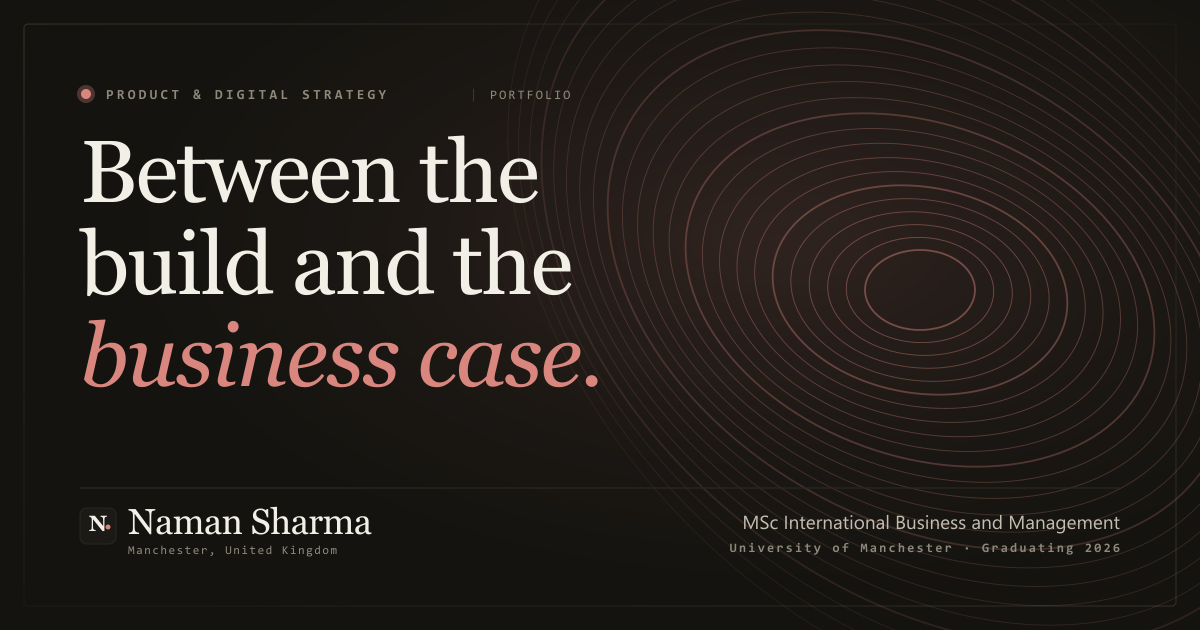 PRODUCT & DIGITAL STRATEGY
PORTFOLIO
Between the
build and the
business case.
N.
Naman Sharma
Manchester, United Kingdom
MSc International Business and Management
University of Manchester · Graduating 2026